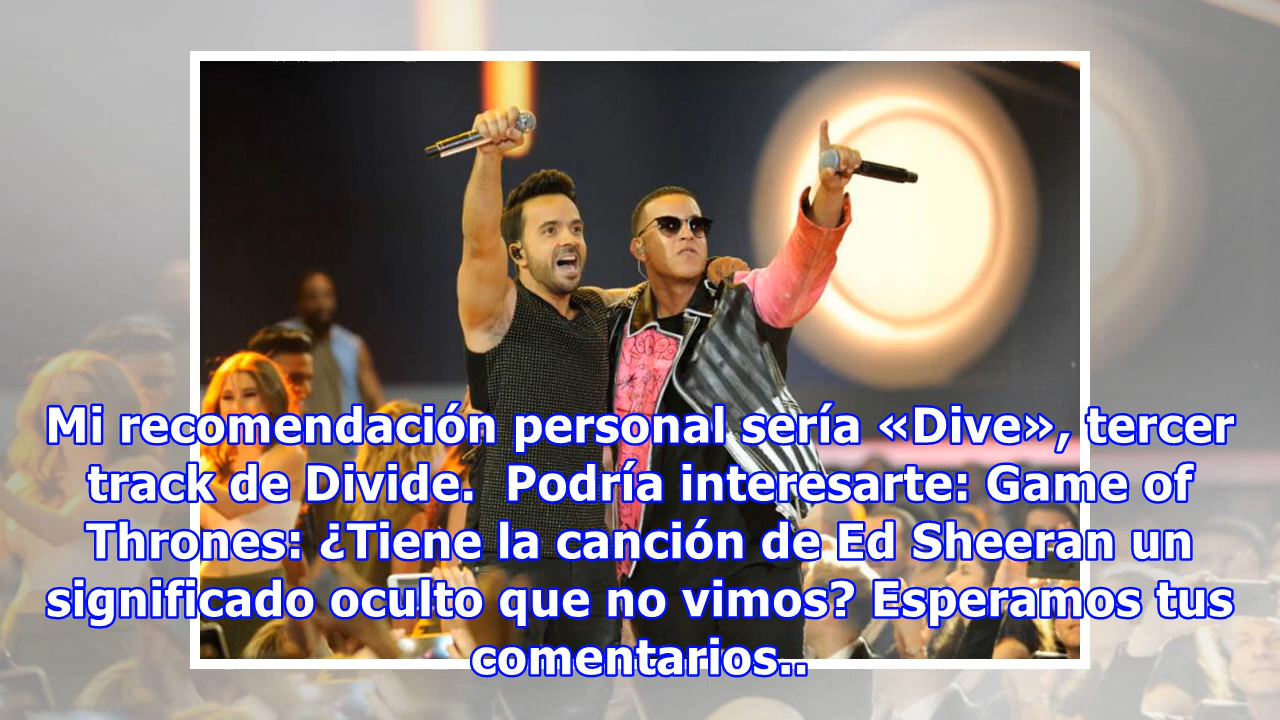 Mi recomendación personal sería «Dive», tercer
track de Divide.  Podría interesarte: Game of
Thrones: ¿Tiene la canción de Ed Sheeran un
significado oculto que no vimos? Esperamos tus
comentarios..